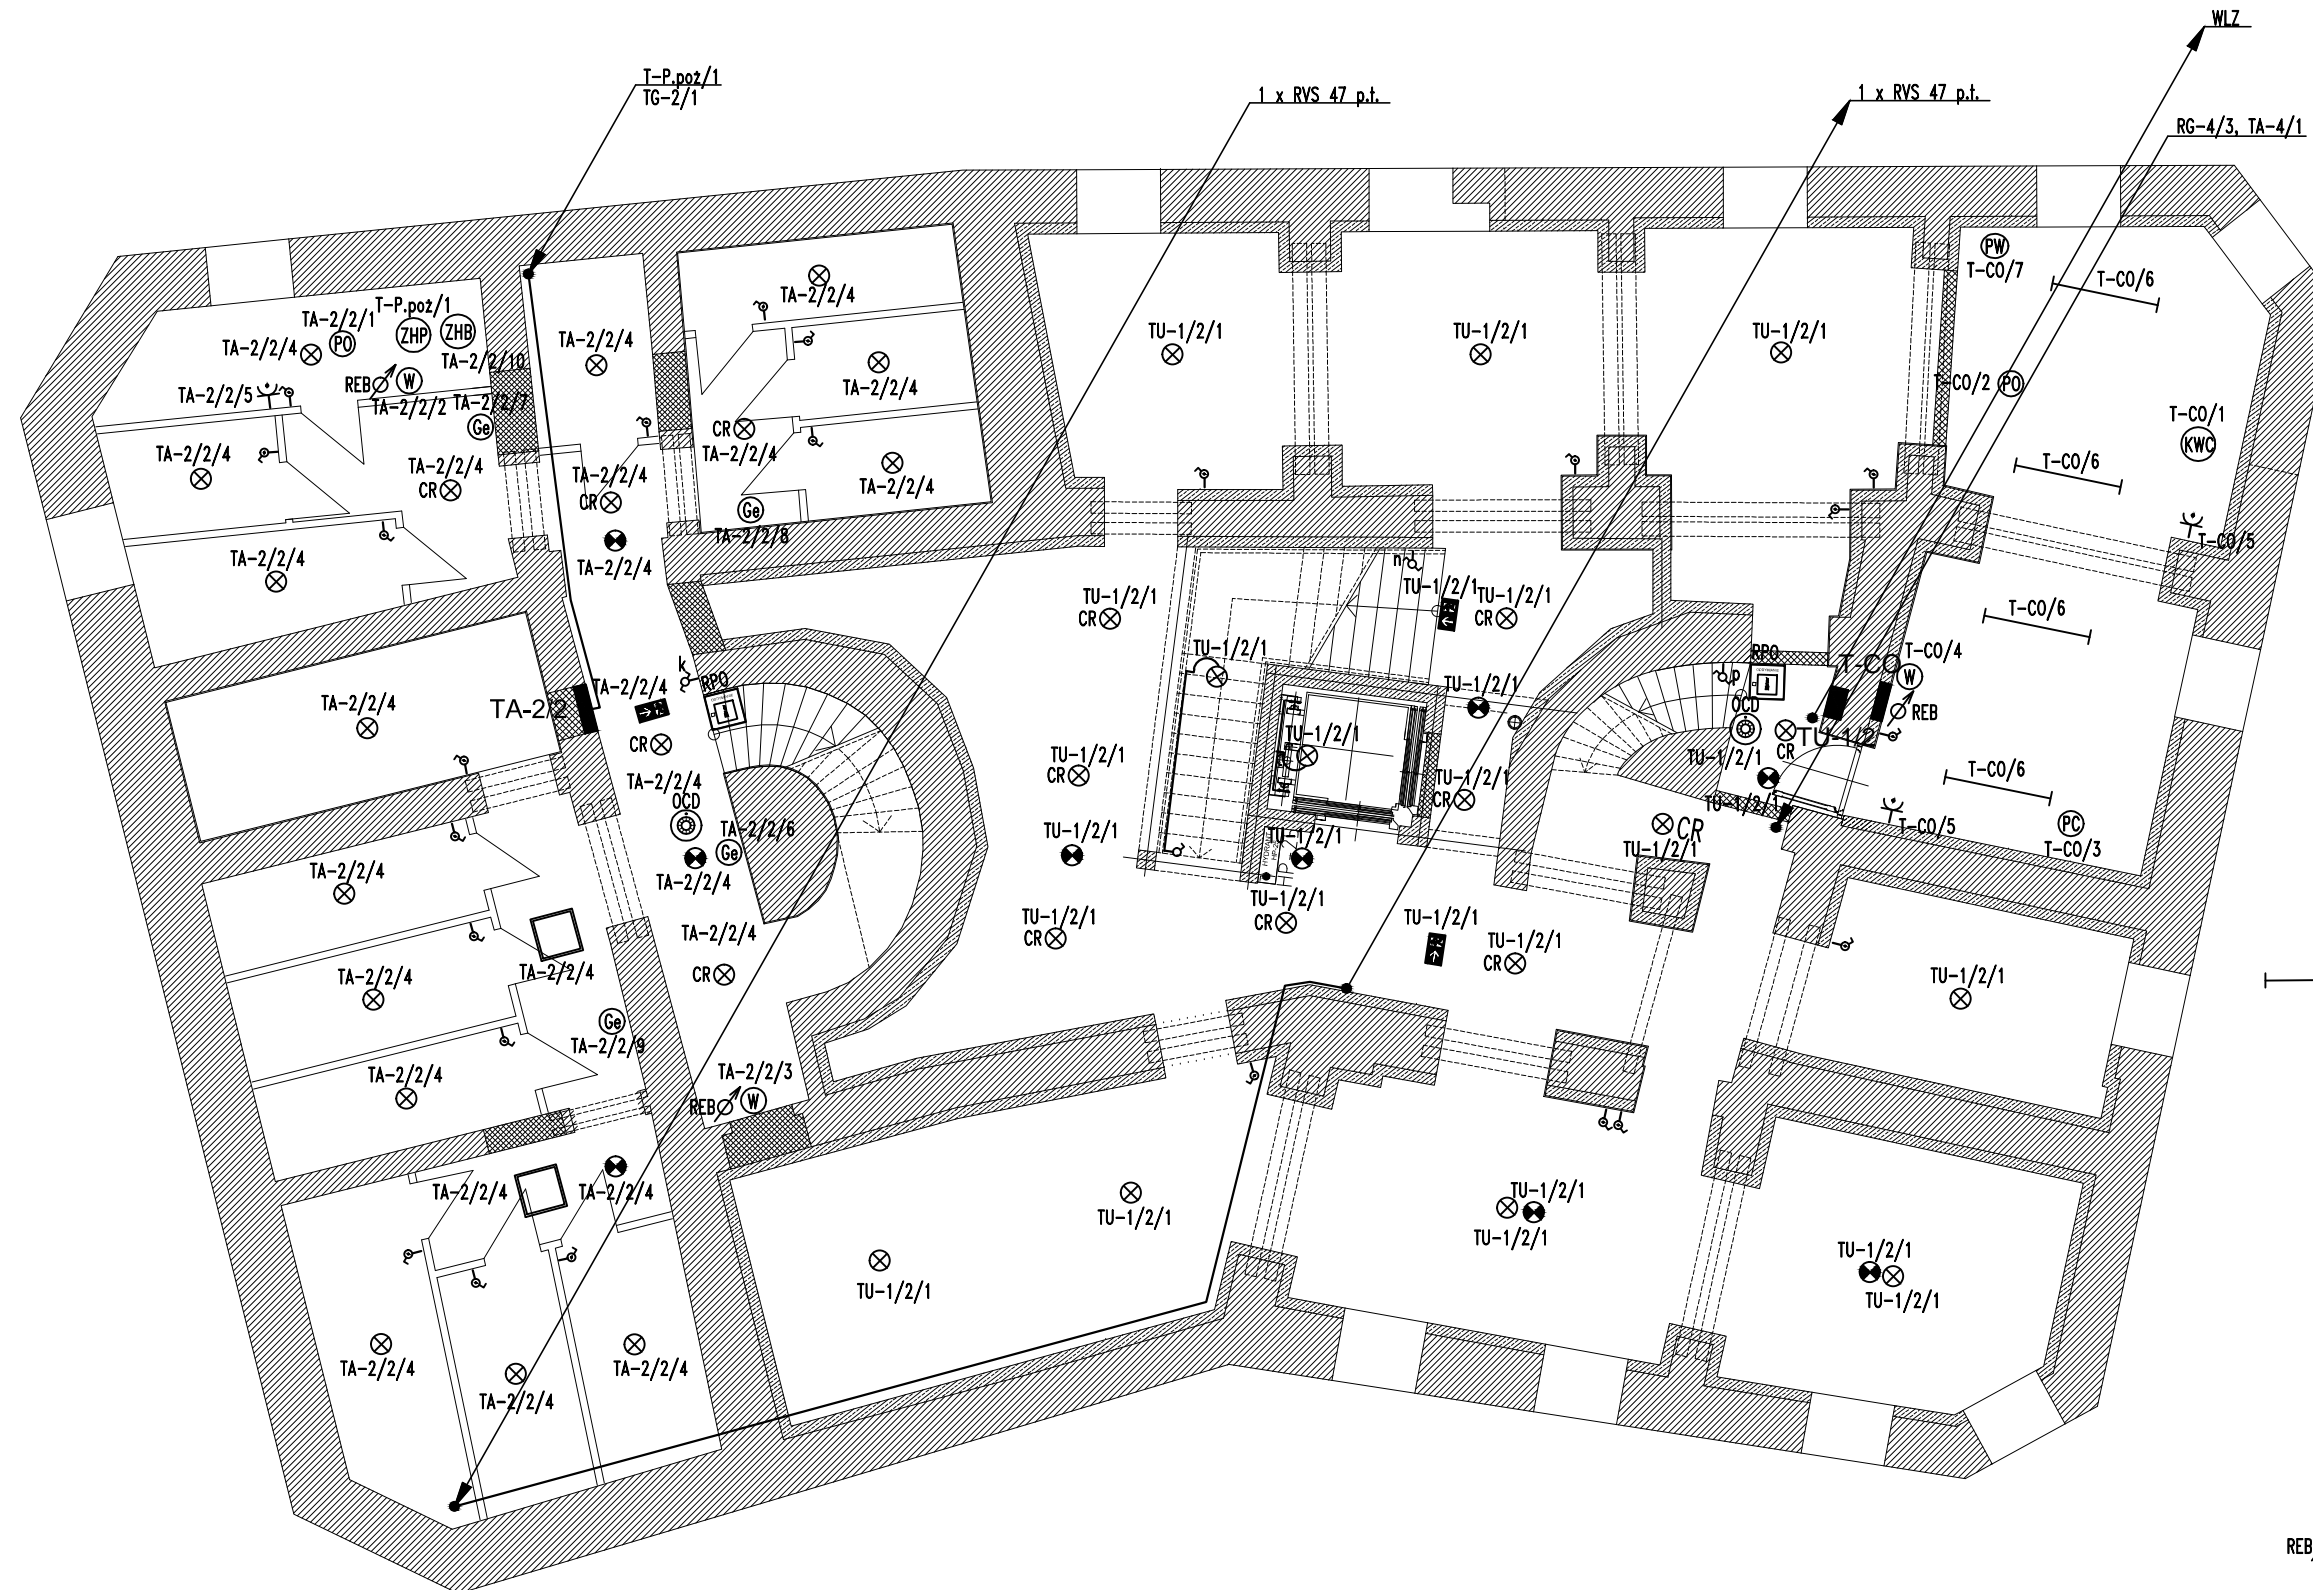 WLZ
T-P.poż/1
TG-2/1
1 x RVS 47 p.t.
1 x RVS 47 p.t.
RG-4/3, TA-4/1
PW
T-CO/7
T-CO/6
TA-2/2/4
T-P.poż/1
TA-2/2/1
PO
ZHP
ZHB
TA-2/2/4
TA-2/2/10
TA-2/2/4
TU-1/2/1
TU-1/2/1
TU-1/2/1
REB
W
TA-2/2/5
TA-2/2/2
TA-2/2/7
Ge
TA-2/2/4
T-CO/2
PO
T-CO/1
KWC
CR
TA-2/2/4
TA-2/2/4
TA-2/2/4
CR
TA-2/2/4
CR
TA-2/2/4
T-CO/6
Ge
TA-2/2/8
TA-2/2/4
TA-2/2/4
T-CO/5
n
TU-1/2/1
CR
TU-1/2/1
TU-1/2/1
CR
T-CO/6
TU-1/2/1
k
RPO
TA-2/2/4
RPO
p
T-CO
T-CO/4
W
REB
TA-2/2
TA-2/2/4
TU-1/2/1
OCD
CR
TU-1/2
CR
TU-1/2/1
TU-1/2/1
CR
TU-1/2/1
T-CO/6
TA-2/2/4
OCD
TU-1/2/1
CR
TU-1/2/1
TA-2/2/6
Ge
TU-1/2/1
TU-1/2/1
CR
T-CO/5
PC
T-CO/3
TU-1/2/1
TA-2/2/4
TA-2/2/4
TU-1/2/1
CR
TU-1/2/1
CR
TU-1/2/1
TA-2/2/4
CR
TU-1/2/1
CR
TA-2/2/4
TA-2/2/4
TU-1/2/1
Ge
TA-2/2/9
TA-2/2/4
TA-2/2/3
REB
W
TA-2/2/4
TA-2/2/4
TU-1/2/1
TU-1/2/1
TU-1/2/1
TU-1/2/1
TU-1/2/1
TU-1/2/1
TA-2/2/4
TA-2/2/4
TA-2/2/4
TU-1/2/1
REB